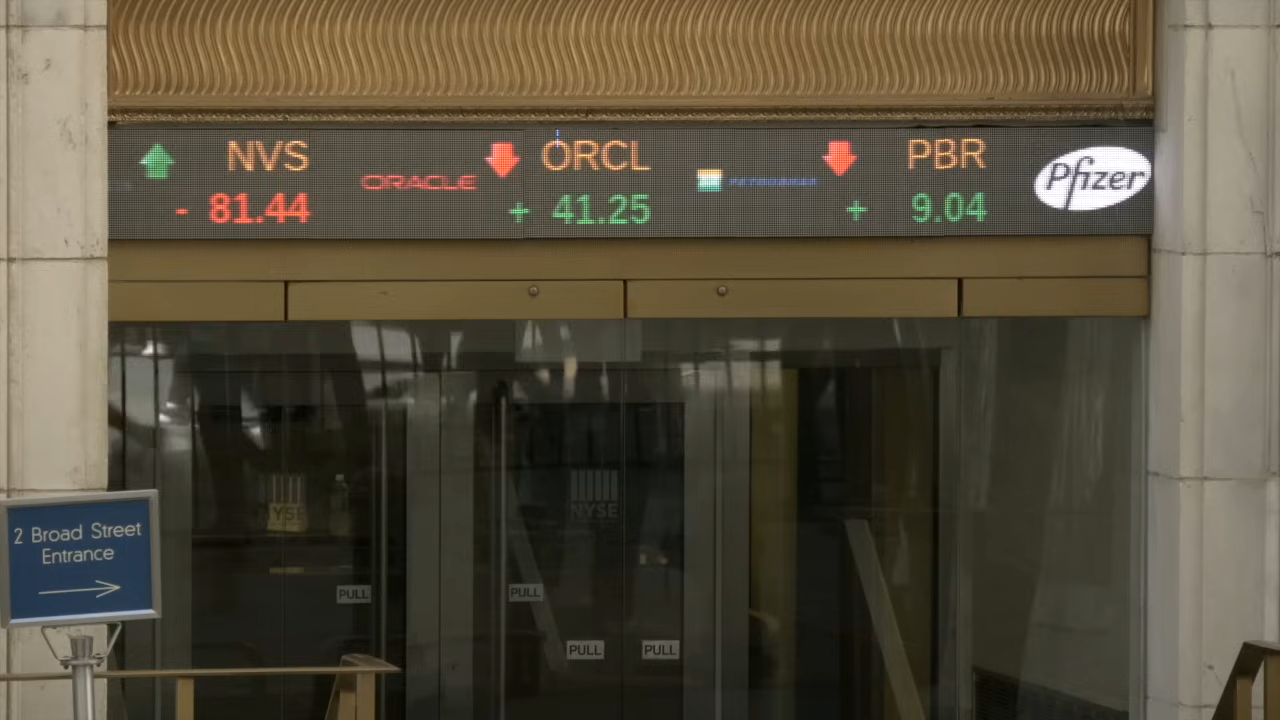 NVS
- 81.44
ORACLE
ORCL
+ 41.25
PETROBRAS
PBR
+ 9.04
Pfizer
2 Broad Street
Entrance
NYSE
NYSE
PULL
PULL
PULL
PULL